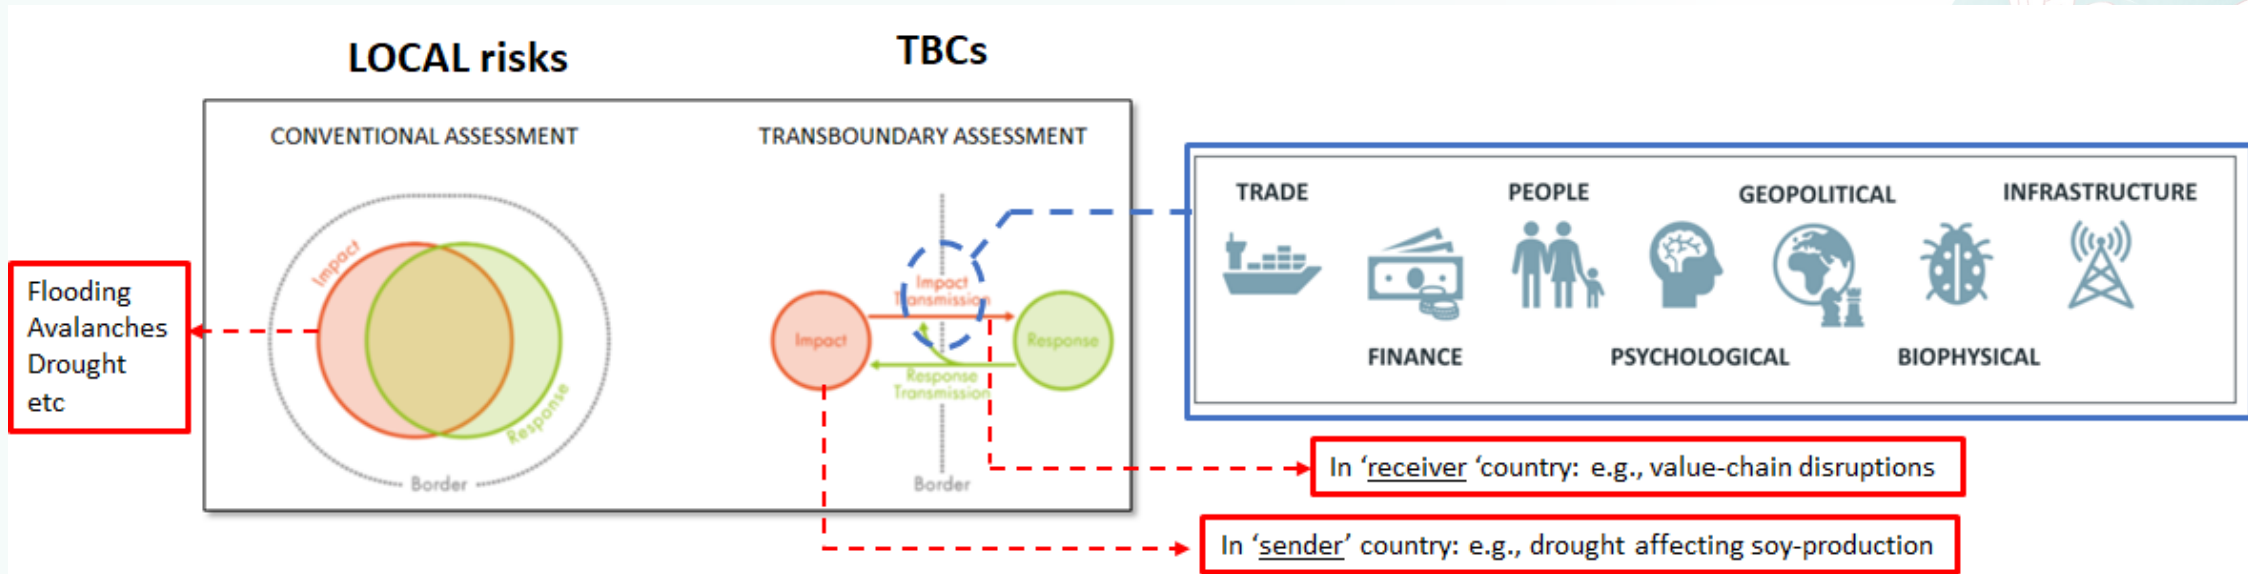 LOCAL risks
TBCs
CONVENTIONAL ASSESSMENT
TRANSBOUNDARY ASSESSMENT
Flooding
Avalanches
Drought
etc
Impact
Response
Border
Impact
Transmission
Impact
Response
Response
Transmission
Border
TRADE
PEOPLE
GEOPOLITICAL
INFRASTRUCTURE
FINANCE
PSYCHOLOGICAL
BIOPHYSICAL
In ‘receiver ‘country: e.g., value-chain disruptions
In ‘sender’ country: e.g., drought affecting soy-production